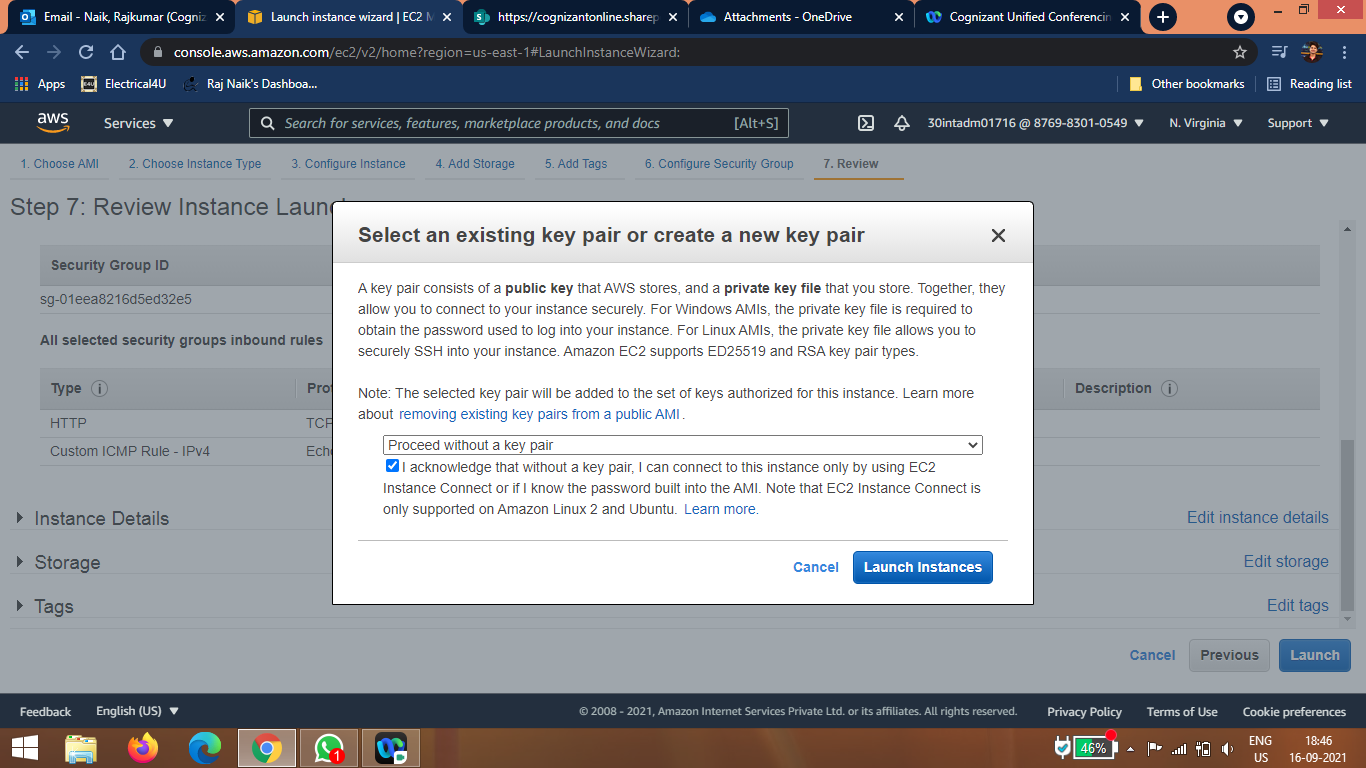 Email - Naik, Rajkumar (Cogniz
Launch instance wizard | EC2 M
https://cognizantonline.sharep
Attachments - OneDrive
Cognizant Unified Conferencin
console.aws.amazon.com/ec2/v2/home?region=us-east-1#LaunchInstanceWizard:
Apps
Electrical4U
Raj Naik's Dashboa...
Other bookmarks
Reading list
aws
Services
Search for services, features, marketplace products, and docs
[Alt+S]
30intadm01716 @ 8769-8301-0549
N. Virginia
Support
1. Choose AMI
2. Choose Instance Type
3. Configure Instance
4. Add Storage
5. Add Tags
6. Configure Security Group
7. Review
Step 7: Review Instance Laun
Security Group ID
sg-01eea8216d5ed32e5
All selected security groups inbound rules
Type
Prot
Description
HTTP
TCP
Custom ICMP Rule - IPv4
Echo
Select an existing key pair or create a new key pair
A key pair consists of a public key that AWS stores, and a private key file that you store. Together, they
allow you to connect to your instance securely. For Windows AMIs, the private key file is required to
obtain the password used to log into your instance. For Linux AMIs, the private key file allows you to
securely SSH into your instance. Amazon EC2 supports ED25519 and RSA key pair types.
Note: The selected key pair will be added to the set of keys authorized for this instance. Learn more
about removing existing key pairs from a public AMI.
Proceed without a key pair
I acknowledge that without a key pair, I can connect to this instance only by using EC2
Instance Connect or if I know the password built into the AMI. Note that EC2 Instance Connect is
only supported on Amazon Linux 2 and Ubuntu. Learn more.
Cancel
Launch Instances
Instance Details
Edit instance details
Storage
Edit storage
Tags
Edit tags
Cancel
Previous
Launch
Feedback
English (US)
© 2008 - 2021, Amazon Internet Services Private Ltd. or its affiliates. All rights reserved.
Privacy Policy
Terms of Use
Cookie preferences
1
46%
ENG
US
18:46
16-09-2021